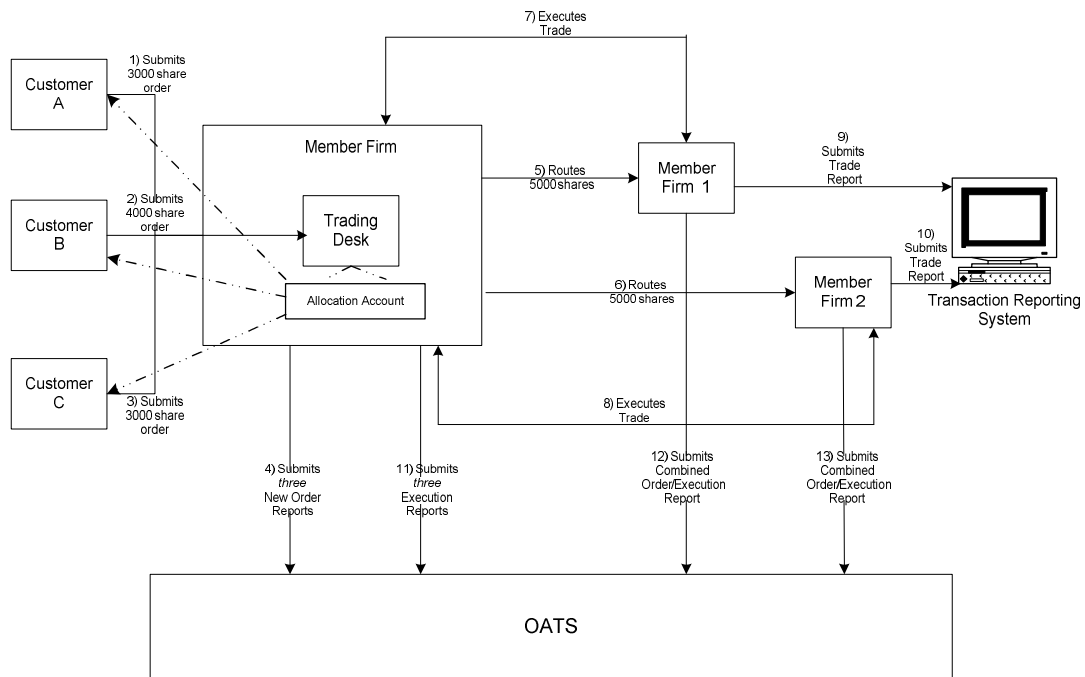 7) Executes
Trade
1) Submits
3000 share
order
Customer
A
Member Firm
5) Routes
5000 shares
Member
Firm 1
9)
Submits
Trade
Report
2) Submits
4000 share
order
Customer
B
Trading
Desk
Allocation Account
6) Routes
5000 shares
Member
Firm 2
10)
Submits
Trade
Report
Transaction Reporting
System
Customer
C
3) Submits
3000 share
order
8) Executes
Trade
4) Submits
three
New Order
Reports
11) Submits
three
Execution
Reports
12) Submits
Combined
Order/Execution
Report
13) Submits
Combined
Order/Execution
Report
OATS